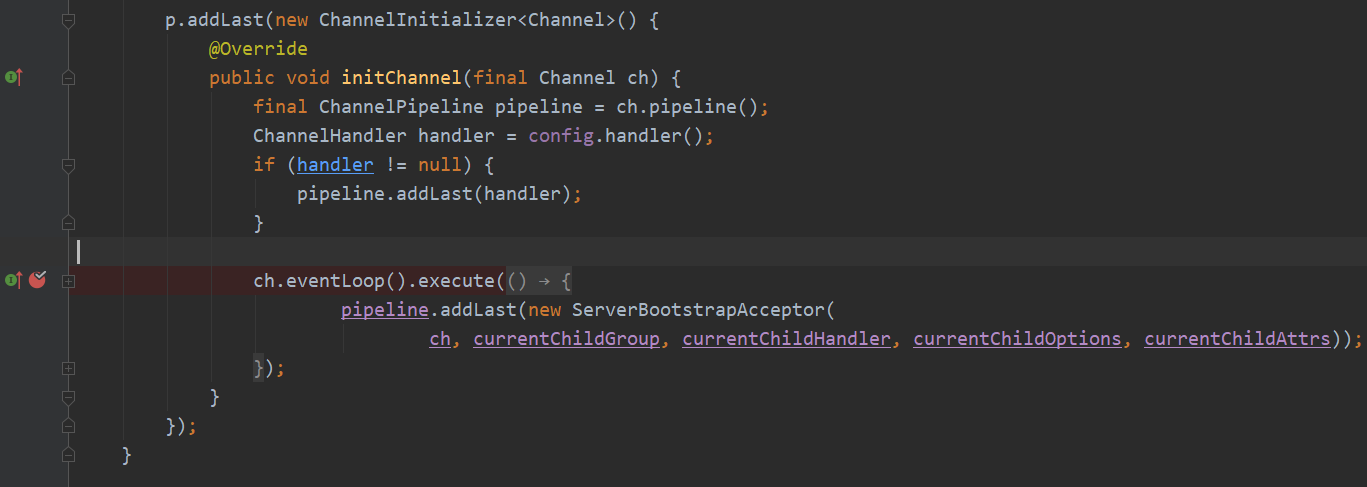 p.addLast(new ChannelInitializer<Channel>() {
@Override
public void initChannel(final Channel ch) {
final ChannelPipeline pipeline = ch.pipeline();
ChannelHandler handler = config.handler();
if (handler != null) {
pipeline.addLast(handler);
}
ch.eventLoop().execute(() → {
pipeline.addLast(new ServerBootstrapAcceptor(
ch, currentChildGroup, currentChildHandler, currentChildOptions, currentChildAttrs));
});
}
});
}